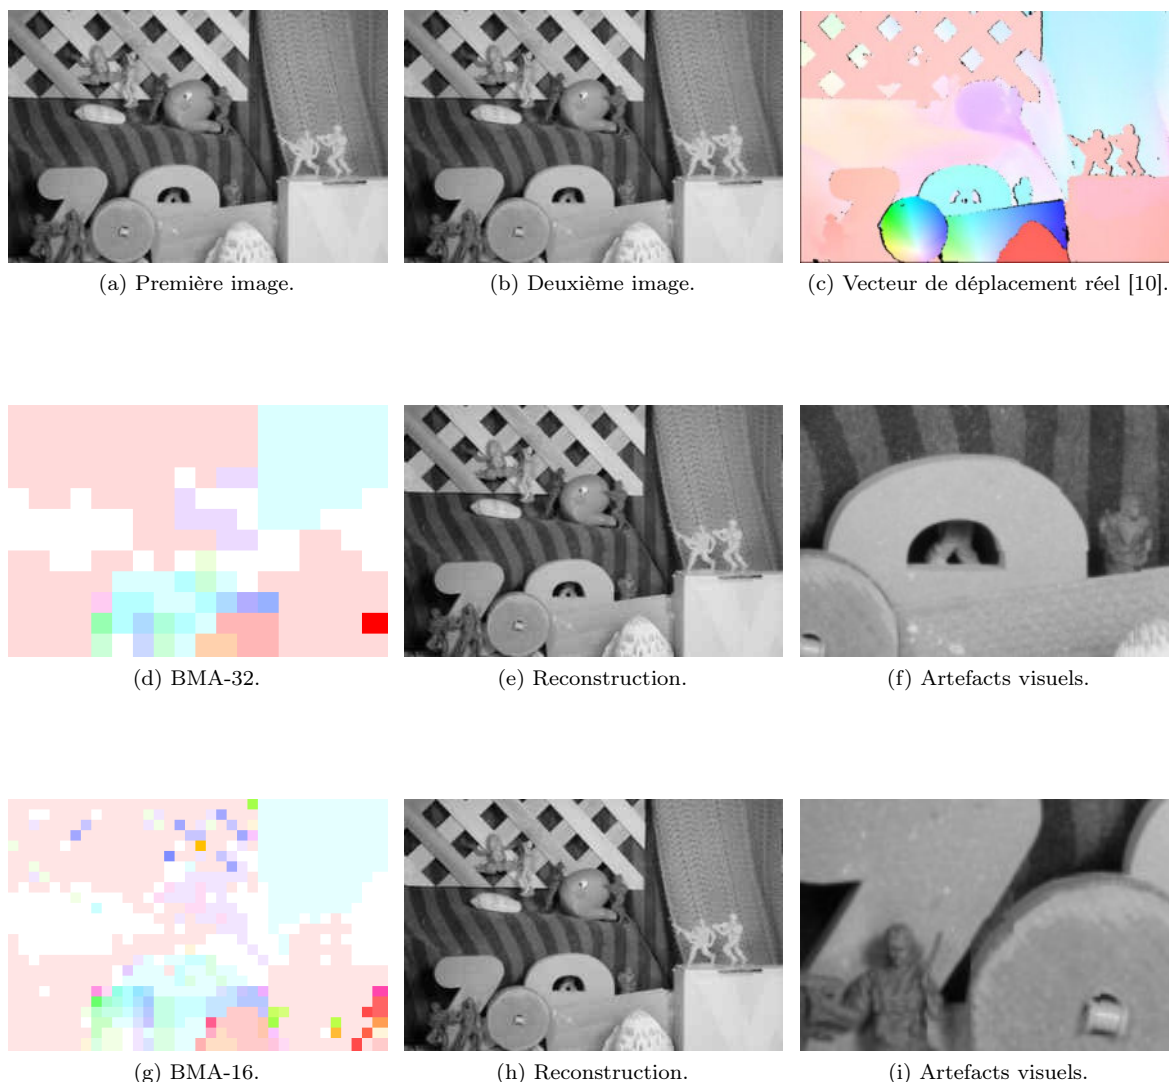 (a) Première image.
(b) Deuxième image.
(c) Vecteur de déplacement réel [10].
(d) BMA-32.
(e) Reconstruction.
(f) Artefacts visuels.
(g) BMA-16.
(h) Reconstruction.
(i) Artefacts visuels.